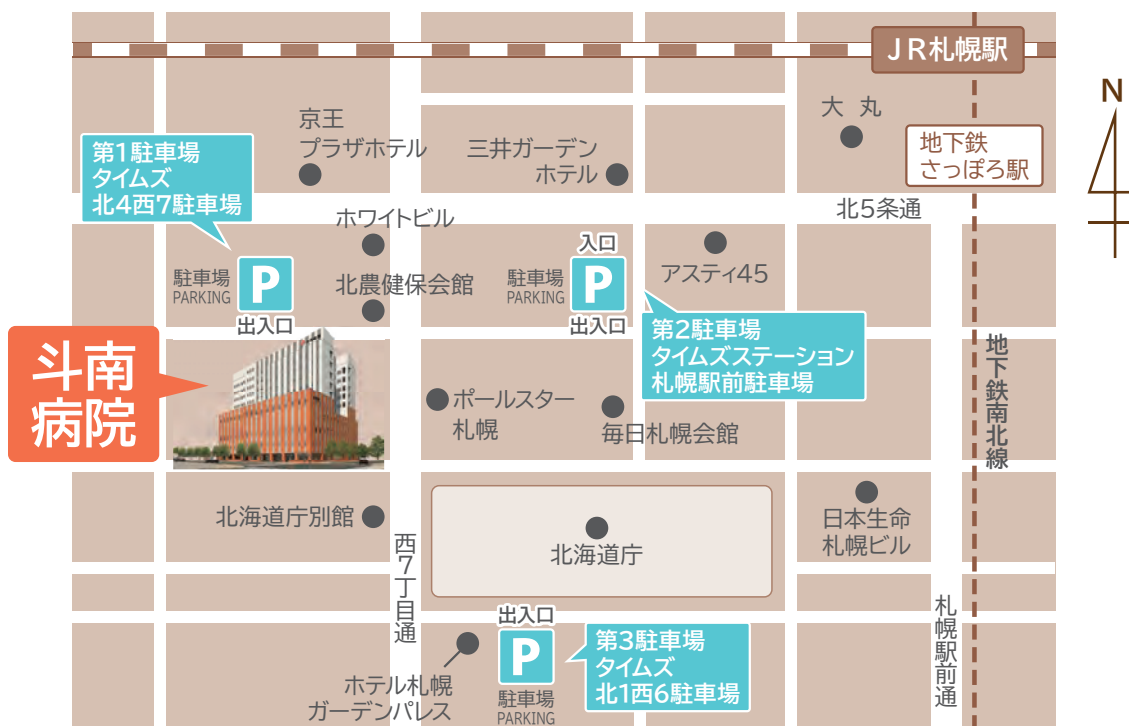 JR札幌駅
N
大 丸
地下鉄
さっぽろ駅
京王
プラザホテル
三井ガーデン
ホテル
第1駐車場
タイムズ
北4西7駐車場
北5条通
ホワイトビル
入口
アスティ45
駐車場
PARKING
P
出入口
北農健保会館
駐車場
PARKING
P
出入口
第2駐車場
タイムズステーション
札幌駅前駐車場
斗南
病院
地下鉄南北線
ポールスター
札幌
毎日札幌会館
北海道庁別館
北海道庁
日本生命
札幌ビル
西7丁目通
札幌駅前通
出入口
P
駐車場
PARKING
第3駐車場
タイムズ
北1西6駐車場
ホテル札幌
ガーデンパレス